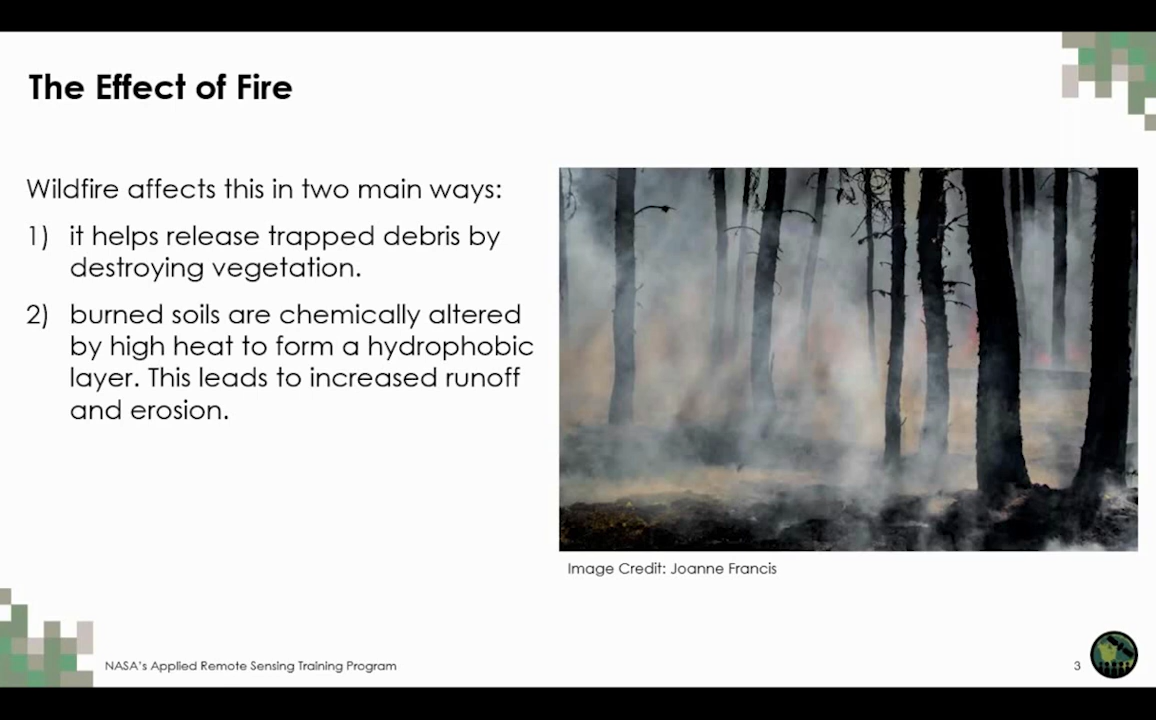 The Effect of Fire
Wildfire affects this in two main ways:
1) it helps release trapped debris by
destroying vegetation.
2) burned soils are chemically altered
by high heat to form a hydrophobic
layer. This leads to increased runoff
and erosion.
Image Credit: Joanne Francis
NASA's Applied Remote Sensing Training Program
3